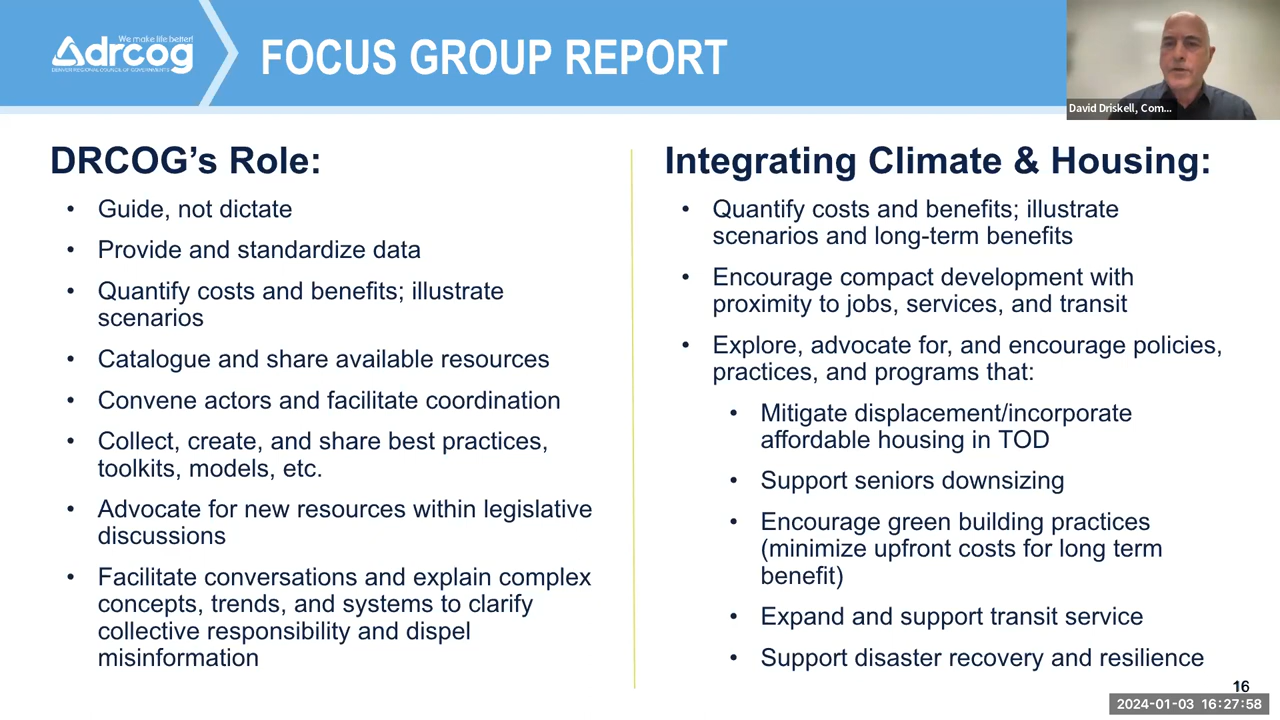 We make life better!
drcog
DENVER REGIONAL COUNCIL OF GOVERNMENTS
FOCUS GROUP REPORT
David Driskell, Com...
DRCOG's Role:
• Guide, not dictate
• Provide and standardize data
• Quantify costs and benefits; illustrate
scenarios
• Catalogue and share available resources
• Convene actors and facilitate coordination
• Collect, create, and share best practices,
toolkits, models, etc.
• Advocate for new resources within legislative
discussions
• Facilitate conversations and explain complex
concepts, trends, and systems to clarify
collective responsibility and dispel
misinformation
Integrating Climate & Housing:
• Quantify costs and benefits; illustrate
scenarios and long-term benefits
• Encourage compact development with
proximity to jobs, services, and transit
• Explore, advocate for, and encourage policies,
practices, and programs that:
• Mitigate displacement/incorporate
affordable housing in TOD
• Support seniors downsizing
• Encourage green building practices
(minimize upfront costs for long term
benefit)
• Expand and support transit service
• Support disaster recovery and resilience
16
2024-01-03 16:27:58